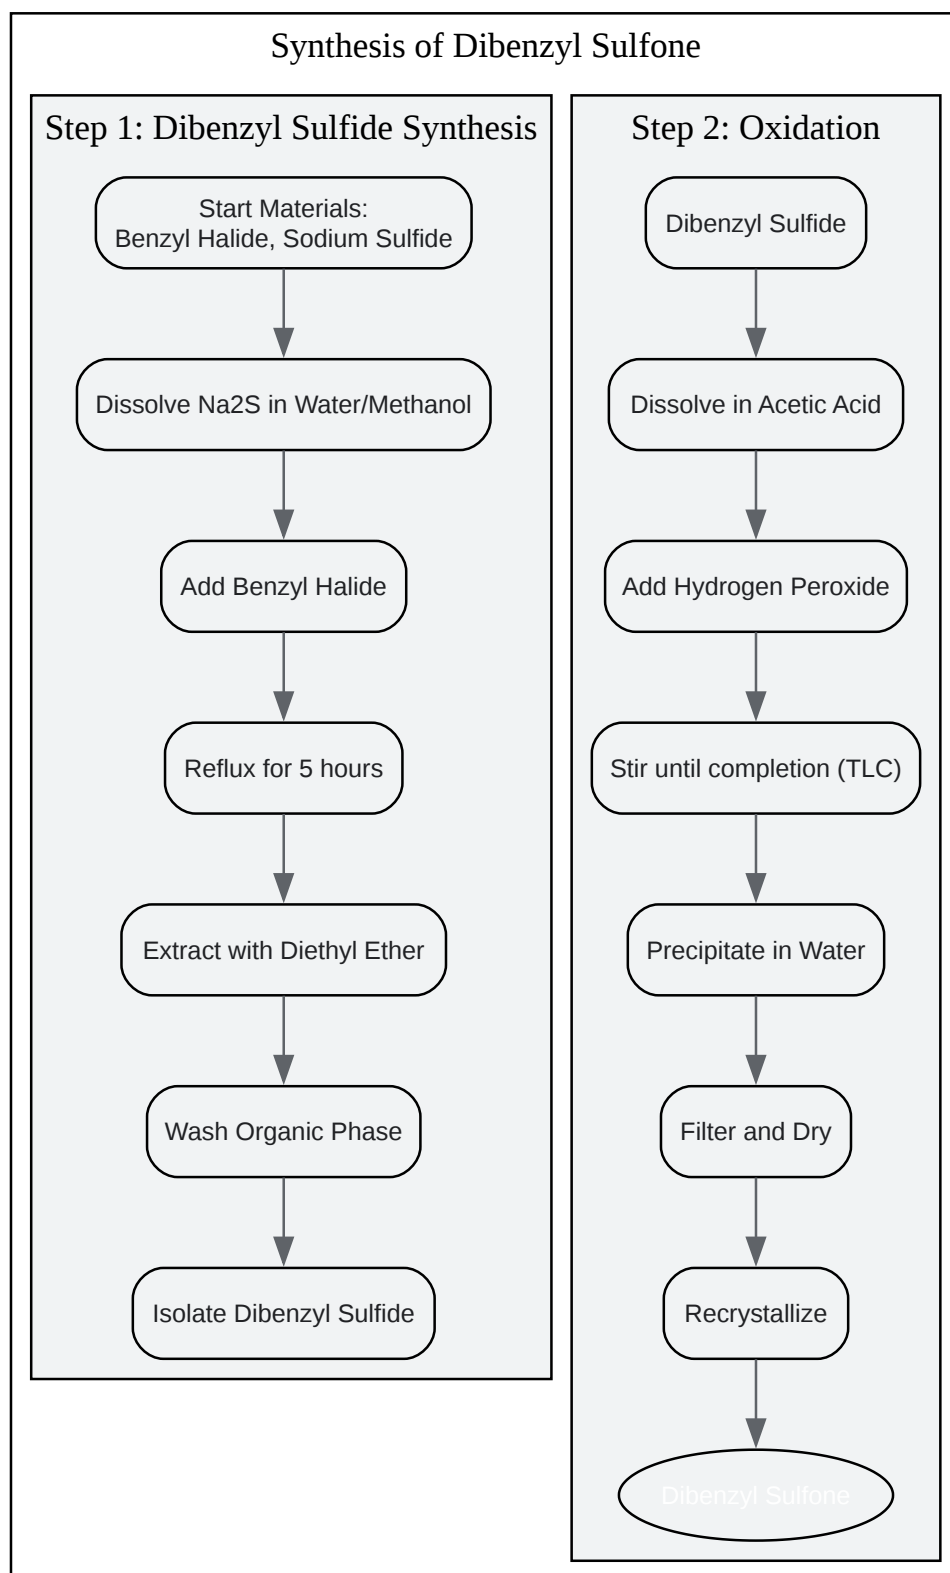 Synthesis of Dibenzyl Sulfone
Step 1: Dibenzyl Sulfide Synthesis
Start Materials:
Benzyl Halide, Sodium Sulfide
Dissolve Na2S in Water/Methanol
Add Benzyl Halide
Reflux for 5 hours
Extract with Diethyl Ether
Wash Organic Phase
Isolate Dibenzyl Sulfide
Step 2: Oxidation
Dibenzyl Sulfide
Dissolve in Acetic Acid
Add Hydrogen Peroxide
Stir until completion (TLC)
Precipitate in Water
Filter and Dry
Recrystallize
Dibenzyl Sulfone